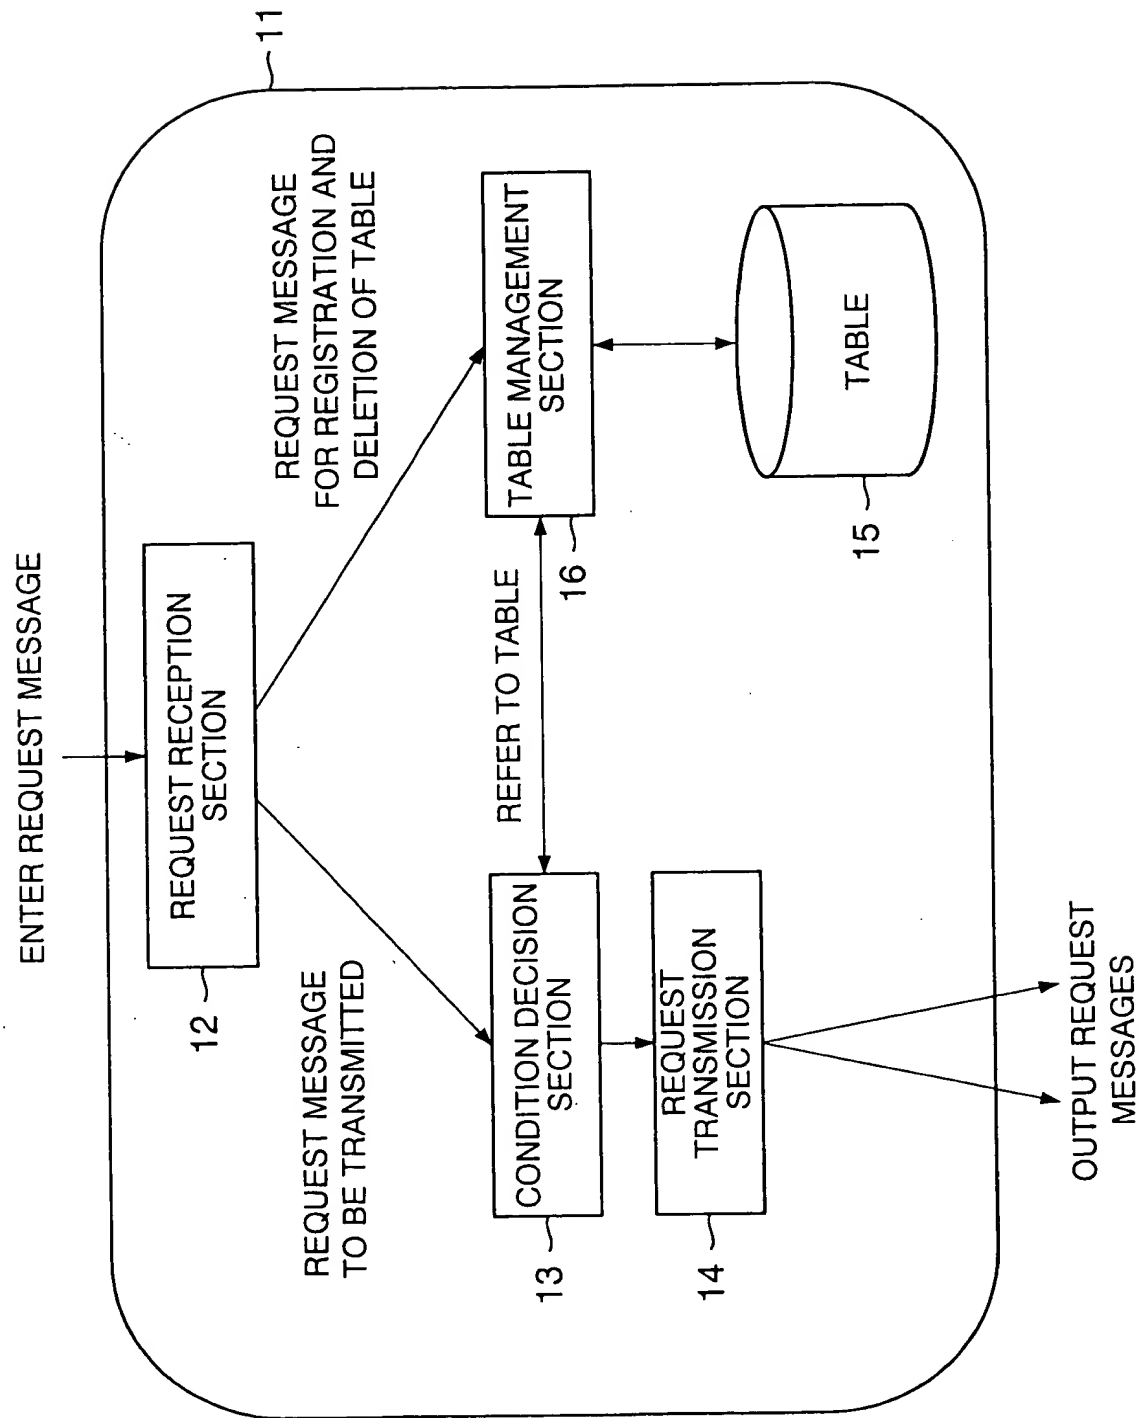 ENTER REQUEST MESSAGE
11
REQUEST RECEPTION
SECTION
12
REQUEST MESSAGE
TO BE TRANSMITTED
REQUEST MESSAGE
FOR REGISTRATION AND
DELETION OF TABLE
CONDITION DECISION
SECTION
13
REFER TO TABLE
TABLE MANAGEMENT
SECTION
16
REQUEST
TRANSMISSION
SECTION
14
TABLE
15
OUTPUT REQUEST
MESSAGES